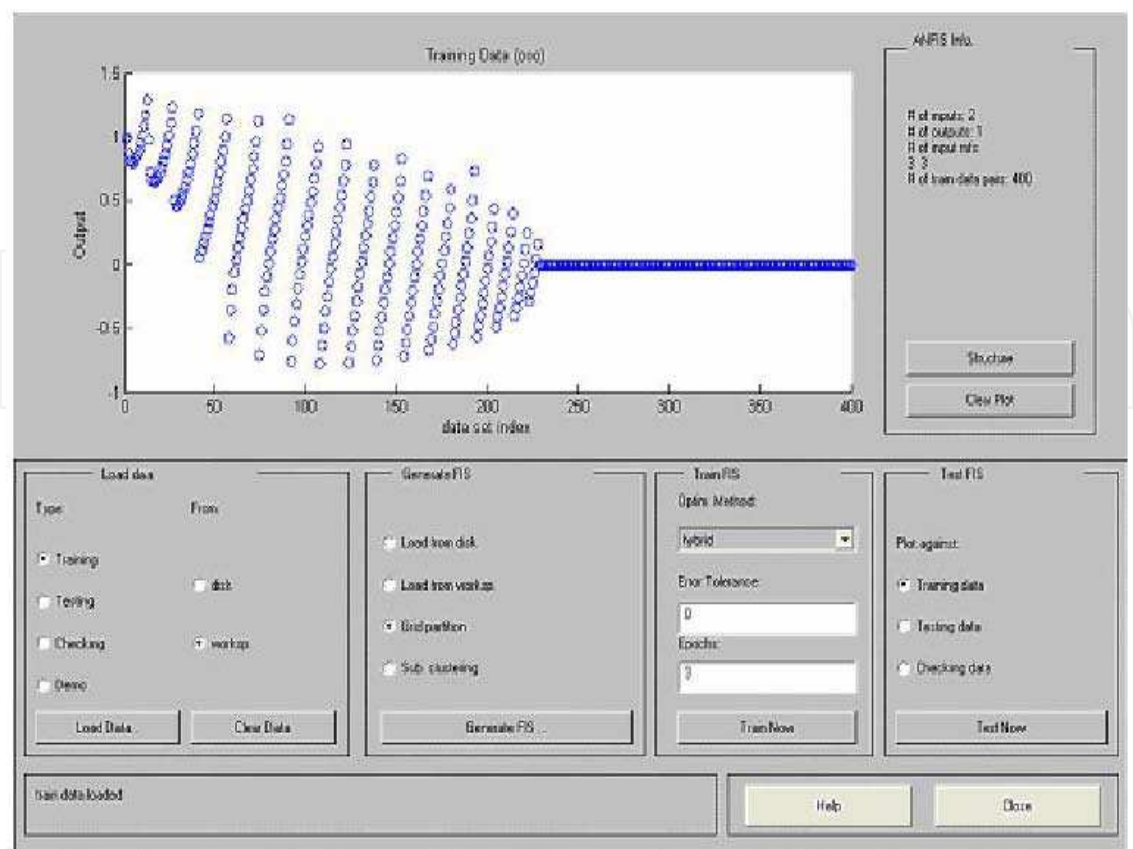 Training Data (ooo)
ANFIS Info.
1.5
1
0.5
0
-0.5
-1
Output
0
50
100
150
200
250
300
350
400
data set index
# of inputs: 2
# of outputs: 1
# of input mfs:
3 3
# of train data pairs: 400
Structure
Clear Plot
Load data
Type:
From:
Training
Testing
Checking
Demo
disk
worksp.
Load Data...
Clear Data
Generate FIS
Load from disk
Load from worksp.
Grid partition
Sub. clustering
Generate FIS ...
Train FIS
Optim. Method:
hybrid
Error Tolerance:
0
Epochs:
3
Train Now
Test FIS
Plot against:
Training data
Testing data
Checking data
Test Now
train data loaded
Help
Close